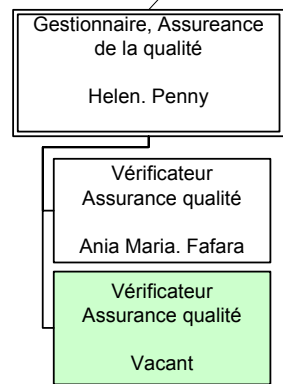 Gestionnaire, Assureance
de la qualité
Helen. Penny
Vérificateur
Assurance qualité
Ania Maria. Fafara
Vérificateur
Assurance qualité
Vacant